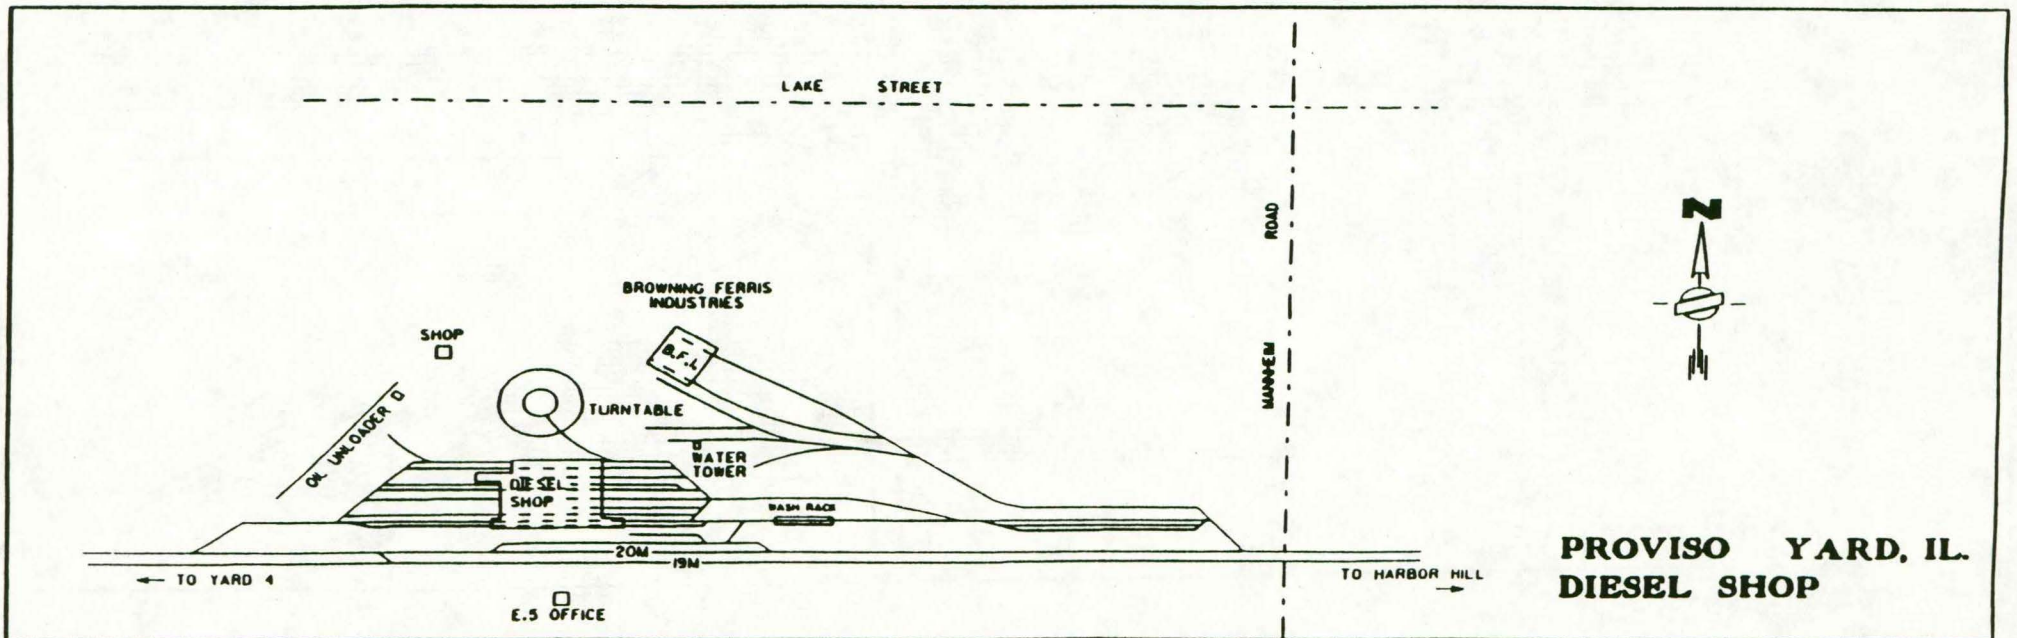 LAKE STREET
N
MANNHEIM ROAD
BROWNING FERRIS
INDUSTRIES
B.F.I.
SHOP
TURNTABLE
OIL UNLOADER
WATER
TOWER
DIESEL
SHOP
WASH RACK
20M
19M
← TO YARD 4
TO HARBOR HILL
→
E.5 OFFICE
PROVISO YARD, IL.
DIESEL SHOP